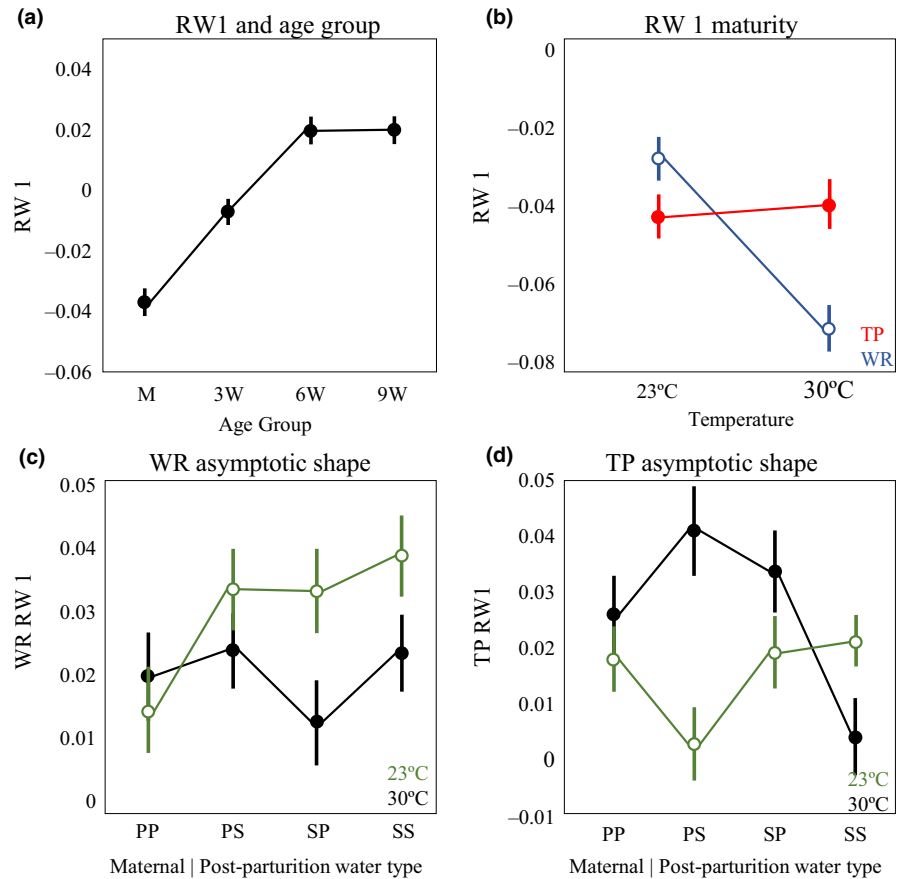 (a)
RW1 and age group
0.04
0.02
0
–0.02
–0.04
–0.06
RW 1
M 3W 6W 9W
Age Group
(b)
RW 1 maturity
0
–0.02
–0.04
–0.06
–0.08
RW 1
TP
WR
23ºC 30ºC
Temperature
(c)
WR asymptotic shape
0.05
0.04
0.03
0.02
0.01
0
WR RW 1
23ºC
30ºC
PP PS SP SS
Maternal | Post-parturition water type
(d)
TP asymptotic shape
0.05
0.04
0.03
0.02
0.01
0
–0.01
TP RW1
23ºC
30ºC
PP PS SP SS
Maternal | Post-parturition water type